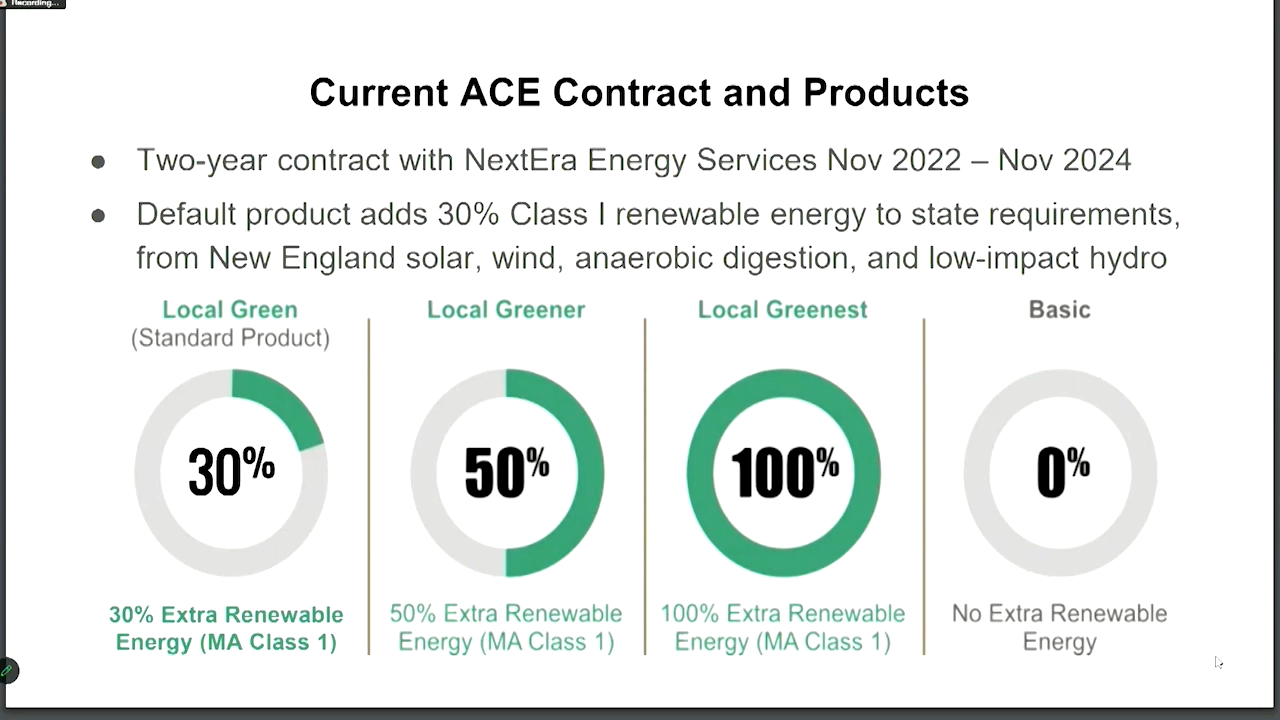 Recording...
Current ACE Contract and Products
● Two-year contract with NextEra Energy Services Nov 2022 – Nov 2024
● Default product adds 30% Class I renewable energy to state requirements,
from New England solar, wind, anaerobic digestion, and low-impact hydro
Local Green
(Standard Product)
30%
30% Extra Renewable
Energy (MA Class 1)
Local Greener
50%
50% Extra Renewable
Energy (MA Class 1)
Local Greenest
100%
100% Extra Renewable
Energy (MA Class 1)
Basic
0%
No Extra Renewable
Energy